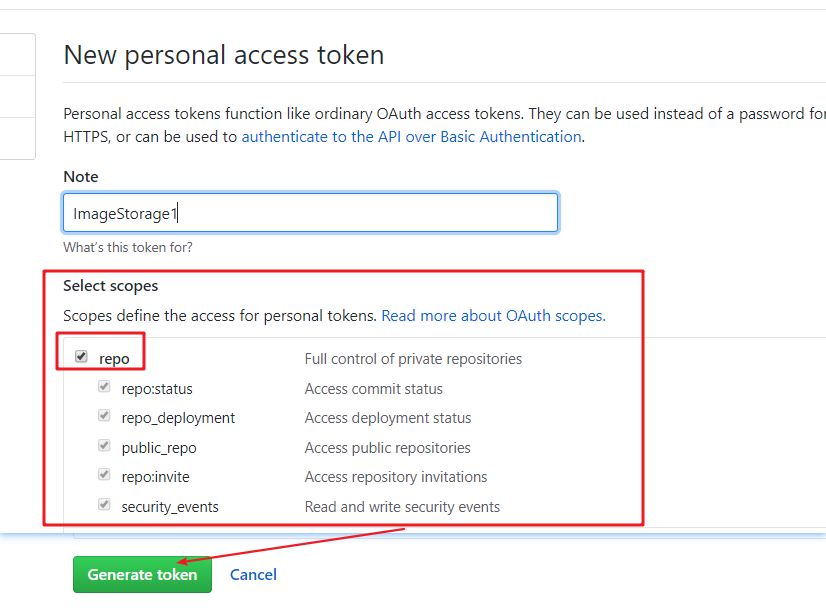 New personal access token
Personal access tokens function like ordinary OAuth access tokens. They can be used instead of a password for
HTTPS, or can be used to authenticate to the API over Basic Authentication.
Note
ImageStorage1
What's this token for?
Select scopes
Scopes define the access for personal tokens. Read more about OAuth scopes.
repo Full control of private repositories
repo:status Access commit status
repo_deployment Access deployment status
public_repo Access public repositories
repo:invite Access repository invitations
security_events Read and write security events
Generate token Cancel